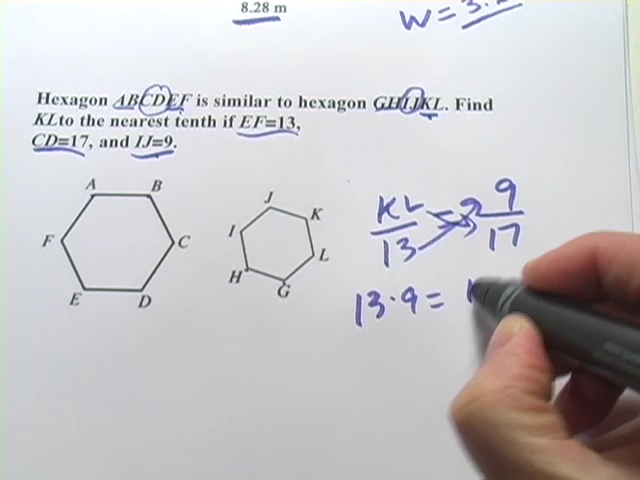 8.28 m
W = 3.
Hexagon ABCDEF is similar to hexagon GHIJKL. Find
KL to the nearest tenth if EF=13,
CD=17, and IJ=9.
A B
J
K
F C
I
L
H
G
E D
KL/13 = 9/17
13·9 =